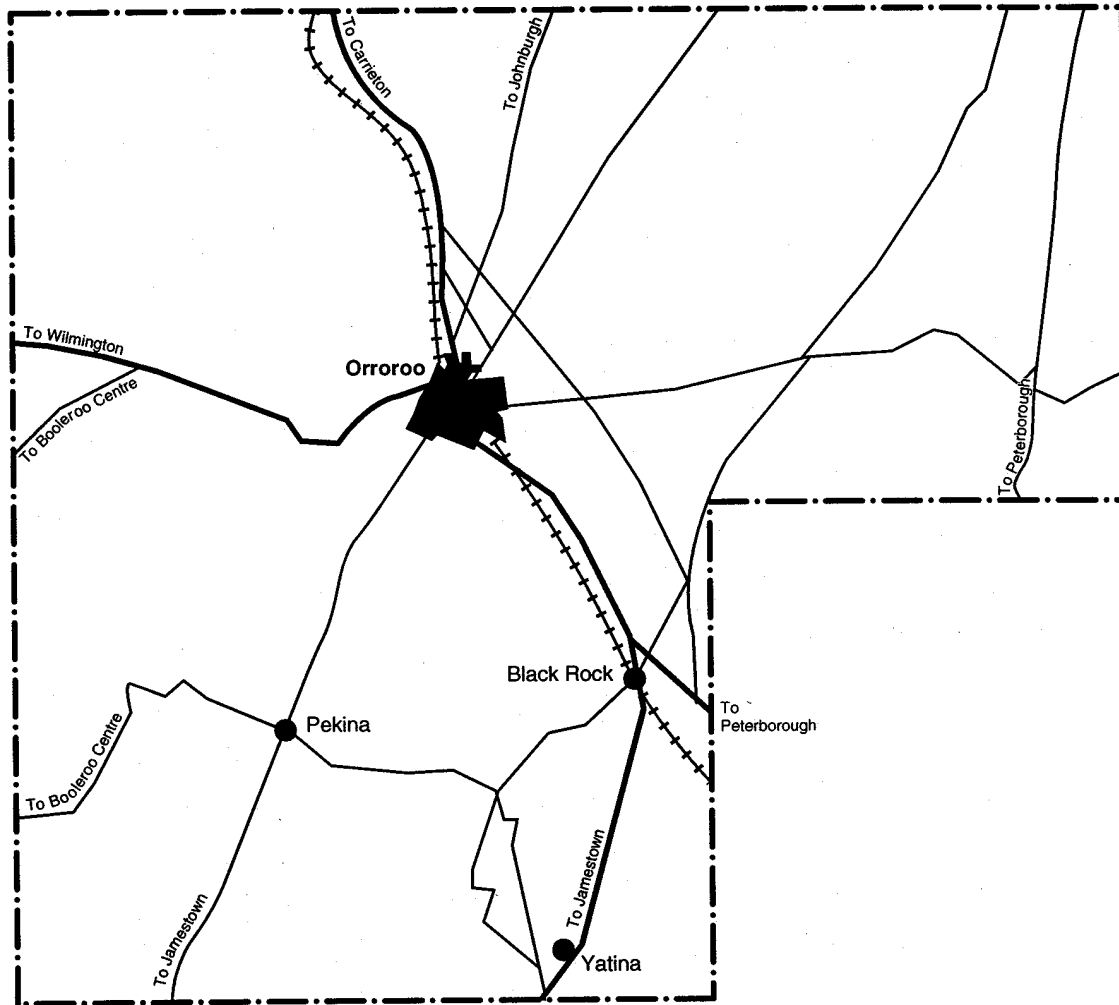 To Carrieton
To Johnburgh
To Wilmington
Orroroo
To Booleroo Centre
To Peterborough
Black Rock
To
Peterborough
Pekina
To Booleroo Centre
To Jamestown
To Jamestown
Yatina